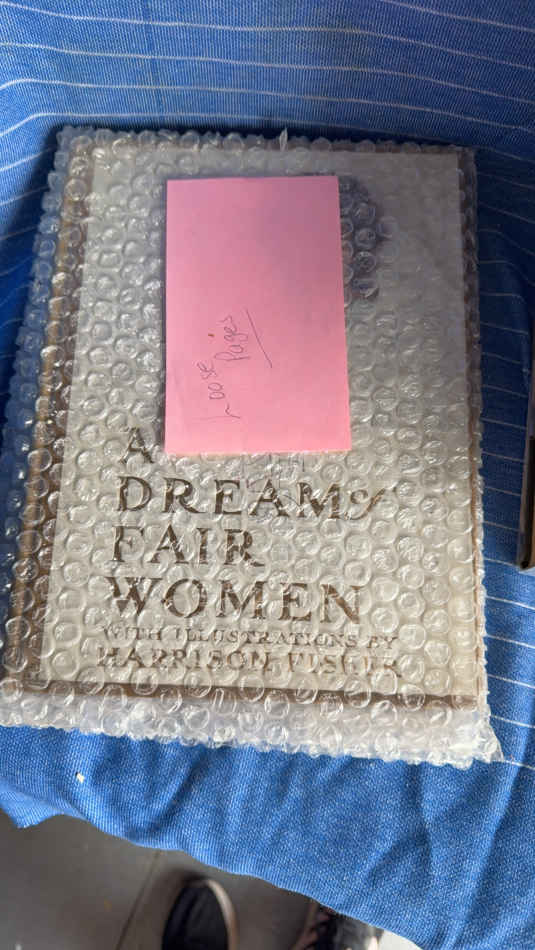 Loose
Pages
A
DREAM of
FAIR
WOMEN
WITH ILLUSTRATIONS BY
HARRISON FISHER